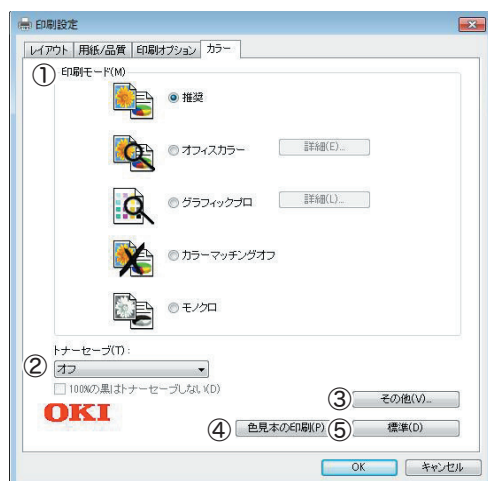 印刷設定
レイアウト 用紙/品質 印刷オプション カラー
① 印刷モード(M)
推奨
オフィスカラー 詳細(E)...
グラフィックプロ 詳細(L)...
カラーマッチングオフ
モノクロ
トナーセーブ(T):
② オフ
100%の黒はトナーセーブしない(D)
③ その他(V)...
OKI
④ 色見本の印刷(P) ⑤ 標準(D)
OK キャンセル